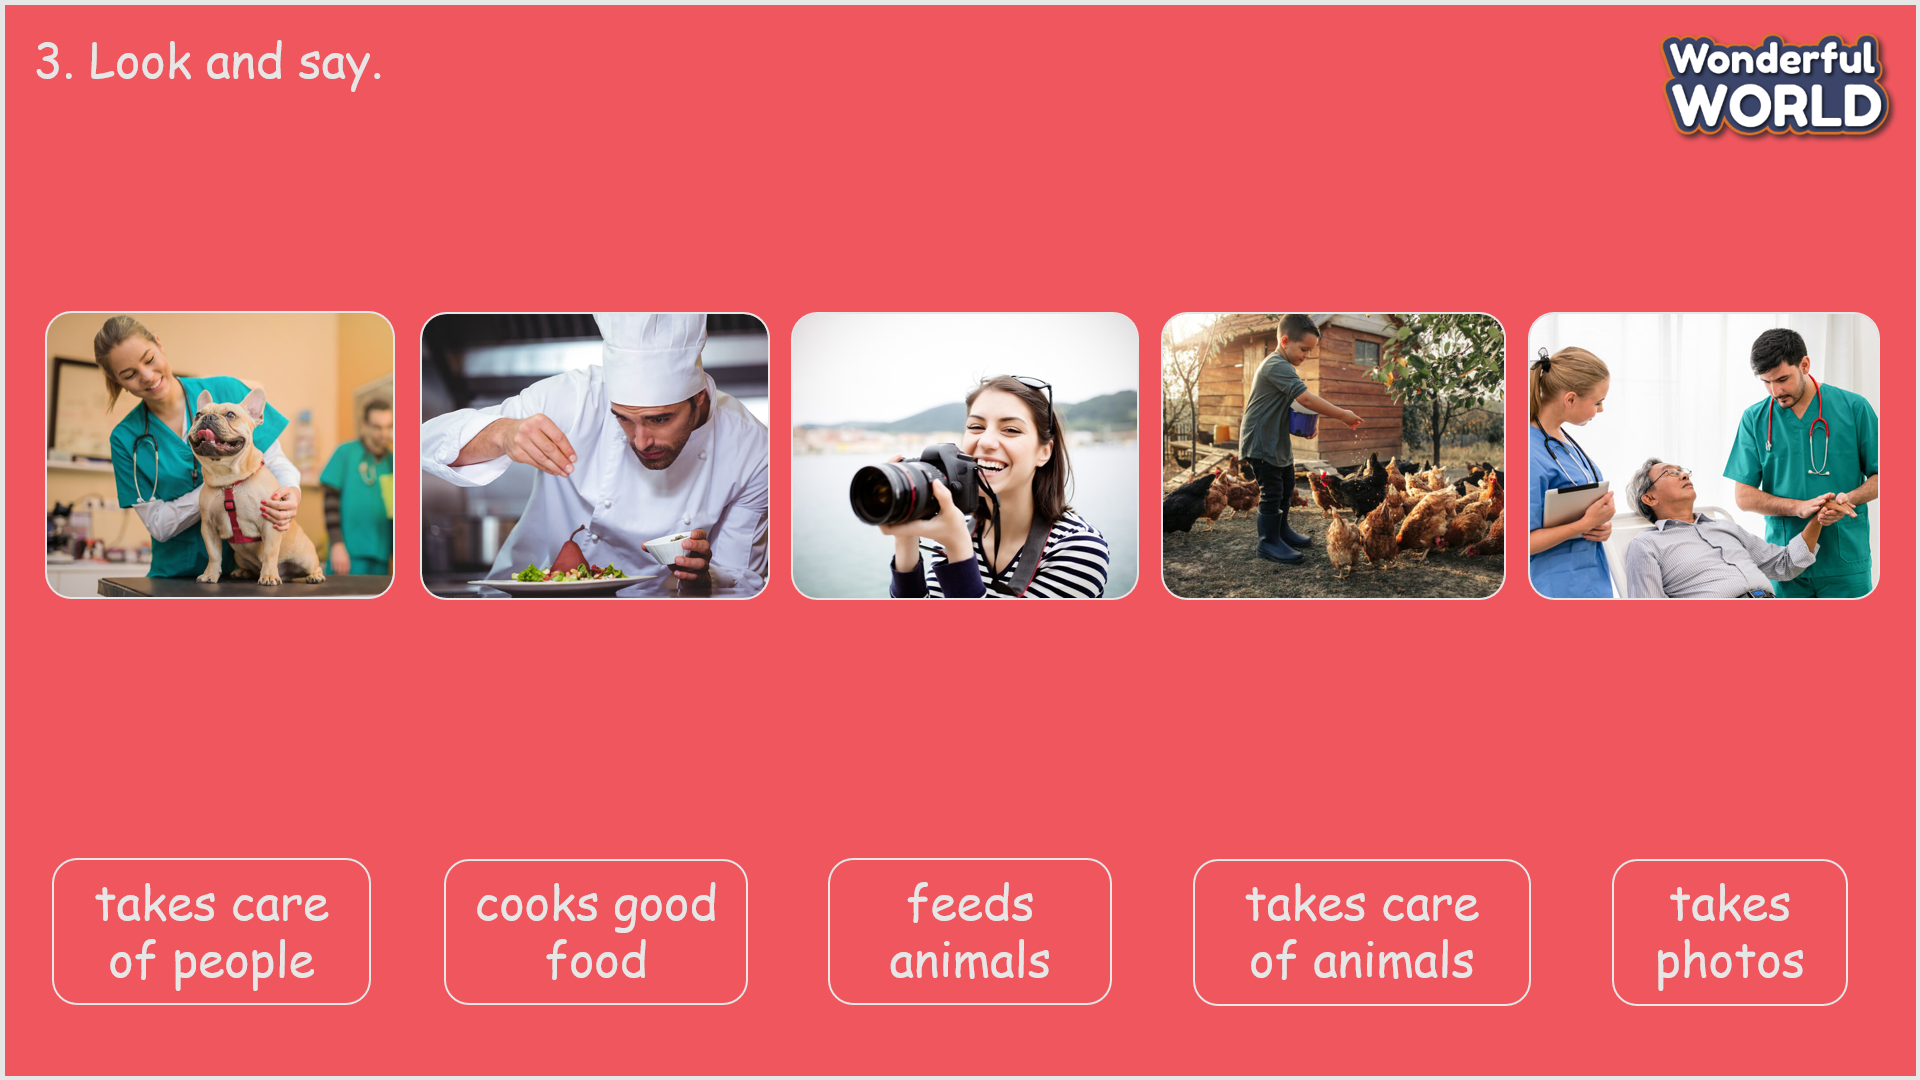 3. Look and say.
Wonderful
WORLD
takes care
of people
cooks good
food
feeds
animals
takes care
of animals
takes
photos